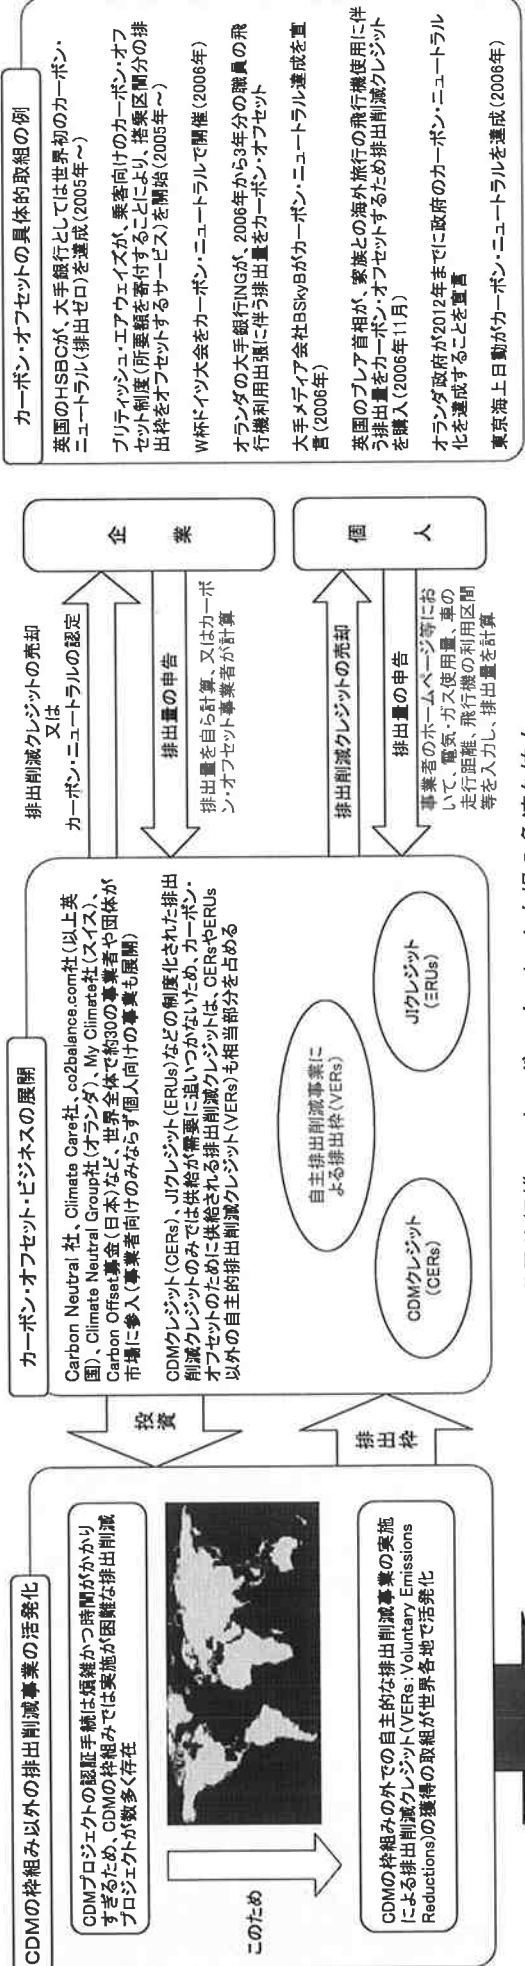 CDMの枠組み以外の排出削減事業の活発化
CDMプロジェクトの認証手続は煩雑かつ時間がかかり
すぎるため、CDMの枠組みでは実施が困難な排出削減
プロジェクトが数多く存在
このため
CDMの枠組みの外での自主的な排出削減事業の実施
による排出削減クレジット(VERs:Voluntary Emissions
Reductions)の獲得の取組が世界各地で活発化
投資
排出枠
カーボン・オフセット・ビジネスの展開
Carbon Neutral 社、Climate Care社、co2balance.com社(以上英
国)、Climate Neutral Group社(オランダ)、My Climate社(スイス)、
Carbon Offset募金(日本)など、世界全体で約30の事業者や団体が
市場に参入(事業者向けのみならず個人向けの事業も展開)
CDMクレジット(CERs)、JIクレジット(ERUs)などの制度化された排出
削減クレジットのみでは供給が需要に追いつかないため、カーボン・
オフセットのために供給される排出削減クレジットは、CERsやERUs
以外の自主的排出削減クレジット(VERs)も相当部分を占める
自主排出削減事業に
よる排出枠(VERs)
CDMクレジット
(CERs)
JIクレジット
(ERUs)
排出削減クレジットの売却
又は
カーボン・ニュートラルの認定
排出量の申告
排出量を自ら計算、又はカーボ
ン・オフセット事業者が計算
企業
排出削減クレジットの売却
排出量の申告
事業者のホームページ等にお
いて、電気・ガス使用量、車の
走行距離、飛行機の利用区間
等を入力し、排出量を計算
個人
カーボン・オフセットの具体的取組の例
英国のHSBCが、大手銀行としては世界初のカーボン・
ニュートラル(排出ゼロ)を達成(2005年~)
ブリティッシュ・エアウェイズが、乗客向けのカーボン・オフ
セット制度(所要額を寄付することにより、搭乗区間分の排
出枠をオフセットするサービス)を開始(2005年~)
W杯ドイツ大会をカーボン・ニュートラルで開催(2006年)
オランダの大手銀行INGが、2006年から3年分の職員の飛
行機利用出張に伴う排出量をカーボン・オフセット
大手メディア会社BSkyBがカーボン・ニュートラル達成を宣
言(2006年)
英国のブレア首相が、家族との海外旅行の飛行機使用に伴
う排出量をカーボン・オフセットするため排出削減クレジット
を購入(2006年11月)
オランダ政府が2012年までに政府のカーボン・ニュートラル
化を達成することを宣言
東京海上日動がカーボン・ニュートラルを達成(2006年)